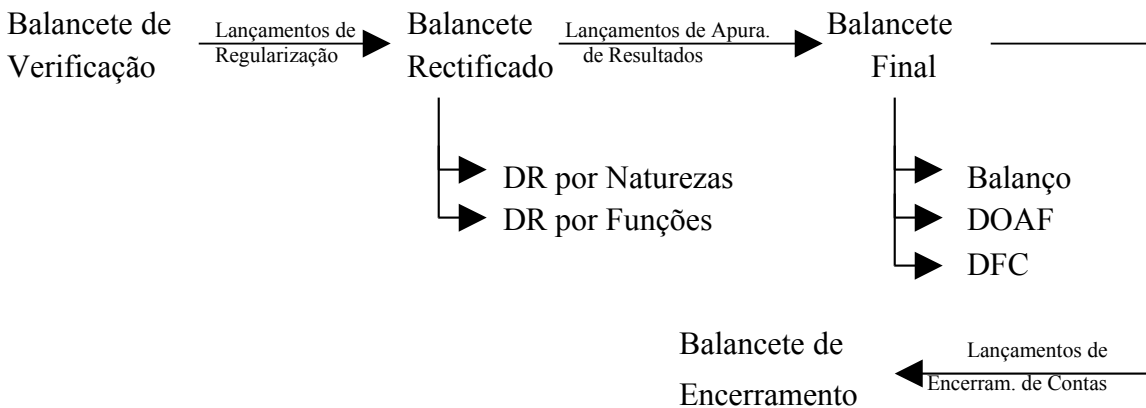 Balancete de
Verificação
Lançamentos de
Regularização
Balancete
Rectificado
Lançamentos de Apura.
de Resultados
Balancete
Final
DR por Naturezas
DR por Funções
Balanço
DOAF
DFC
Balancete de
Encerramento
Lançamentos de
Encerram. de Contas